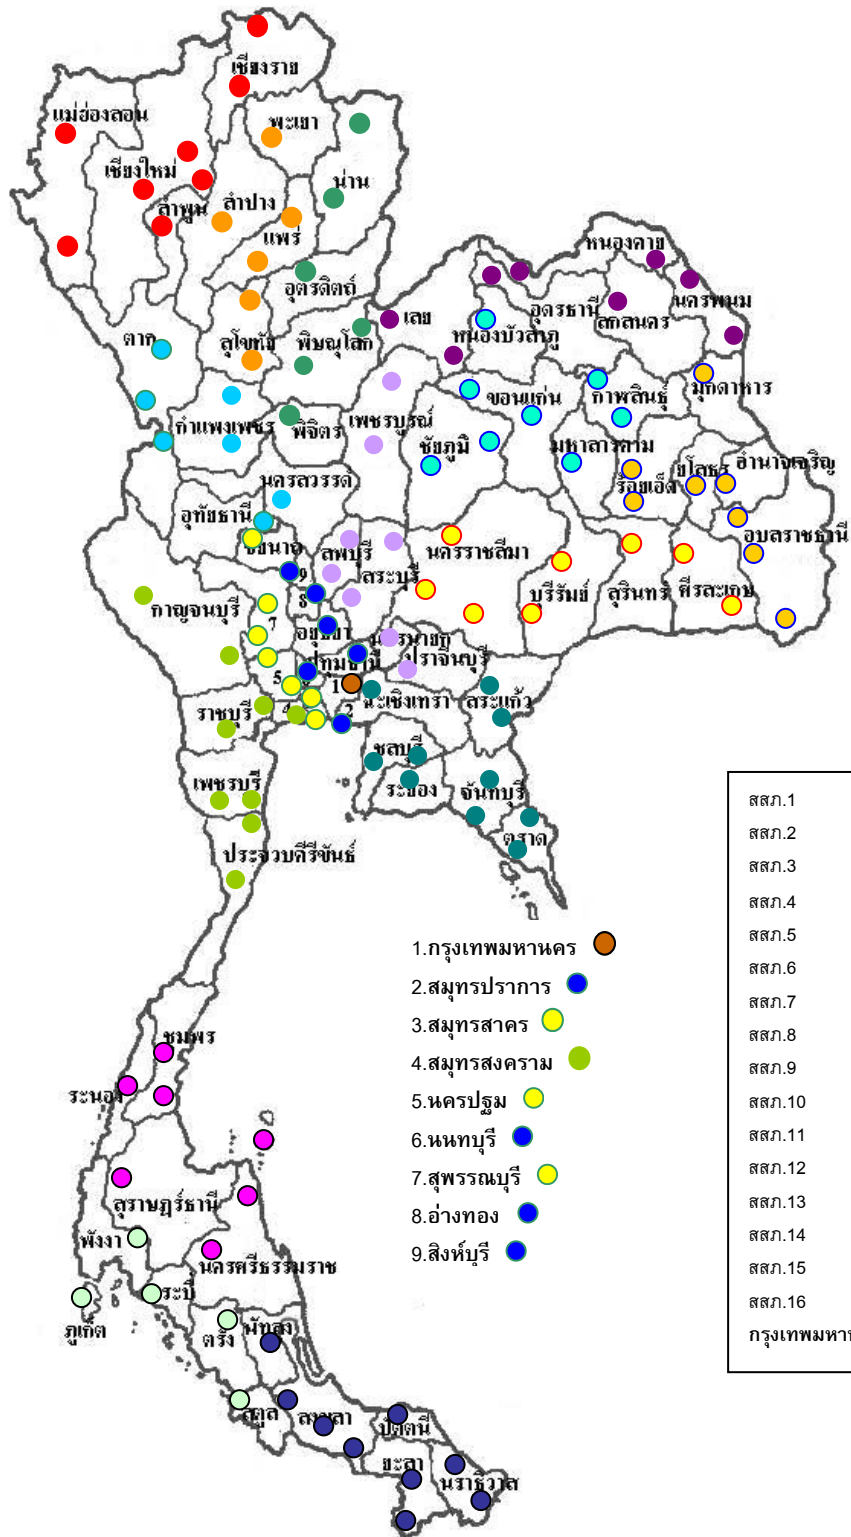 เชียงราย
แม่ฮ่องลอน
พะเยา
เชียงใหม่
น่าน
ลำปาง
ลำพูน
แพร่
หนองคาย
อุตรดิตถ์
นครพนม
อุดรธานี
สกลนคร
เลย
ตาก
สุโขทัย
พิษณุโลก
หนองบัวลำภู
มุกดาหาร
กาฬสินธุ์
ขอนแก่น
กำแพงเพชร
พิจิตร
เพชรบูรณ์
ชัยภูมิ
มหาสารคาม
อำนาจเจริญ
ยโสธร
นครสวรรค์
ร้อยเอ็ด
อุทัยธานี
อุบลราชธานี
ชัยนาท
ลพบุรี
นครราชสีมา
สระบุรี
9
บุรีรัมย์
สุรินทร์
ศีรสะเกษ
กาญจนบุรี
8
7
อยุธยา
นครนายก
ปราจีนบุรี
ปทุมธานี
5
6
1
ราชบุรี
4
2
ฉะเชิงเทรา
สระแก้ว
ชลบุรี
เพชรบุรี
ระยอง
จันทบุรี
ตราด
ประจวบคีรีขันธ์
ชุมพร
ระนอง
สุราษฎร์ธานี
พังงา
นครศรีธรรมราช
กระบี่
ภูเก็ต
ตรัง
พัทลุง
สตูล
สงขลา
ปัตตนี
ยะลา
นราธิวาส
1.กรุงเทพมหานคร
2.สมุทรปราการ
3.สมุทรสาคร
4.สมุทรสงคราม
5.นครปฐม
6.นนทบุรี
7.สุพรรณบุรี
8.อ่างทอง
9.สิงห์บุรี
สสภ.1
สสภ.2
สสภ.3
สสภ.4
สสภ.5
สสภ.6
สสภ.7
สสภ.8
สสภ.9
สสภ.10
สสภ.11
สสภ.12
สสภ.13
สสภ.14
สสภ.15
สสภ.16
กรุงเทพมหา